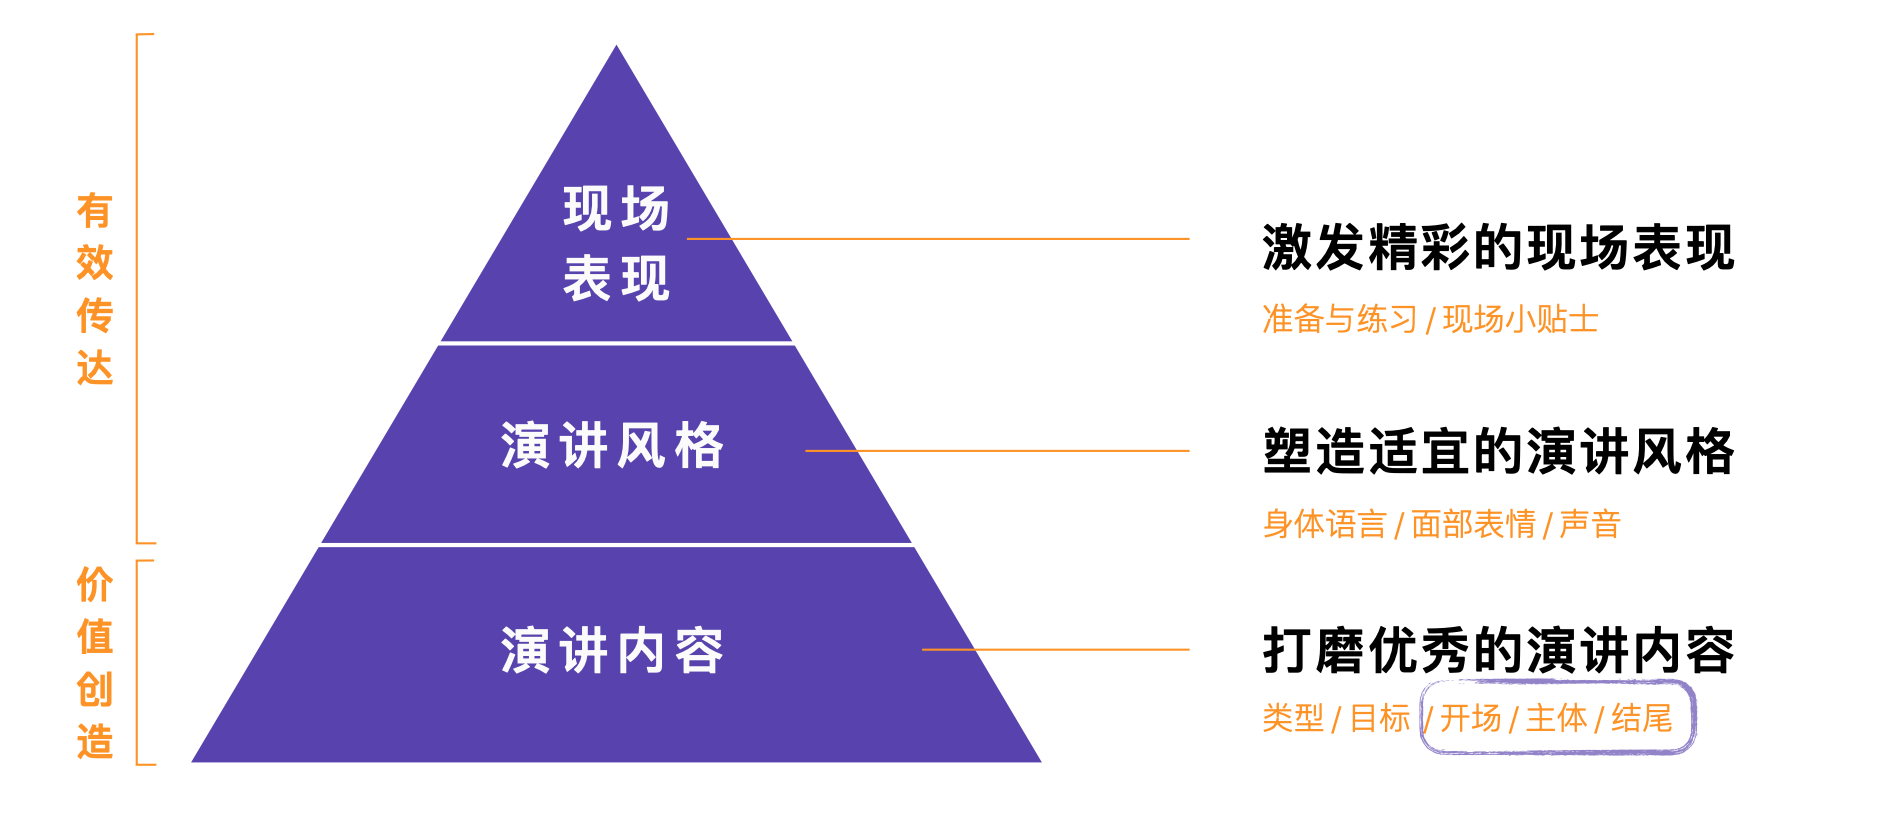 有
效
传
达
价
值
创
造
现场
表现
演讲风格
演讲内容
激发精彩的现场表现
准备与练习 / 现场小贴士
塑造适宜的演讲风格
身体语言 / 面部表情 / 声音
打磨优秀的演讲内容
类型 / 目标 / 开场 / 主体 / 结尾